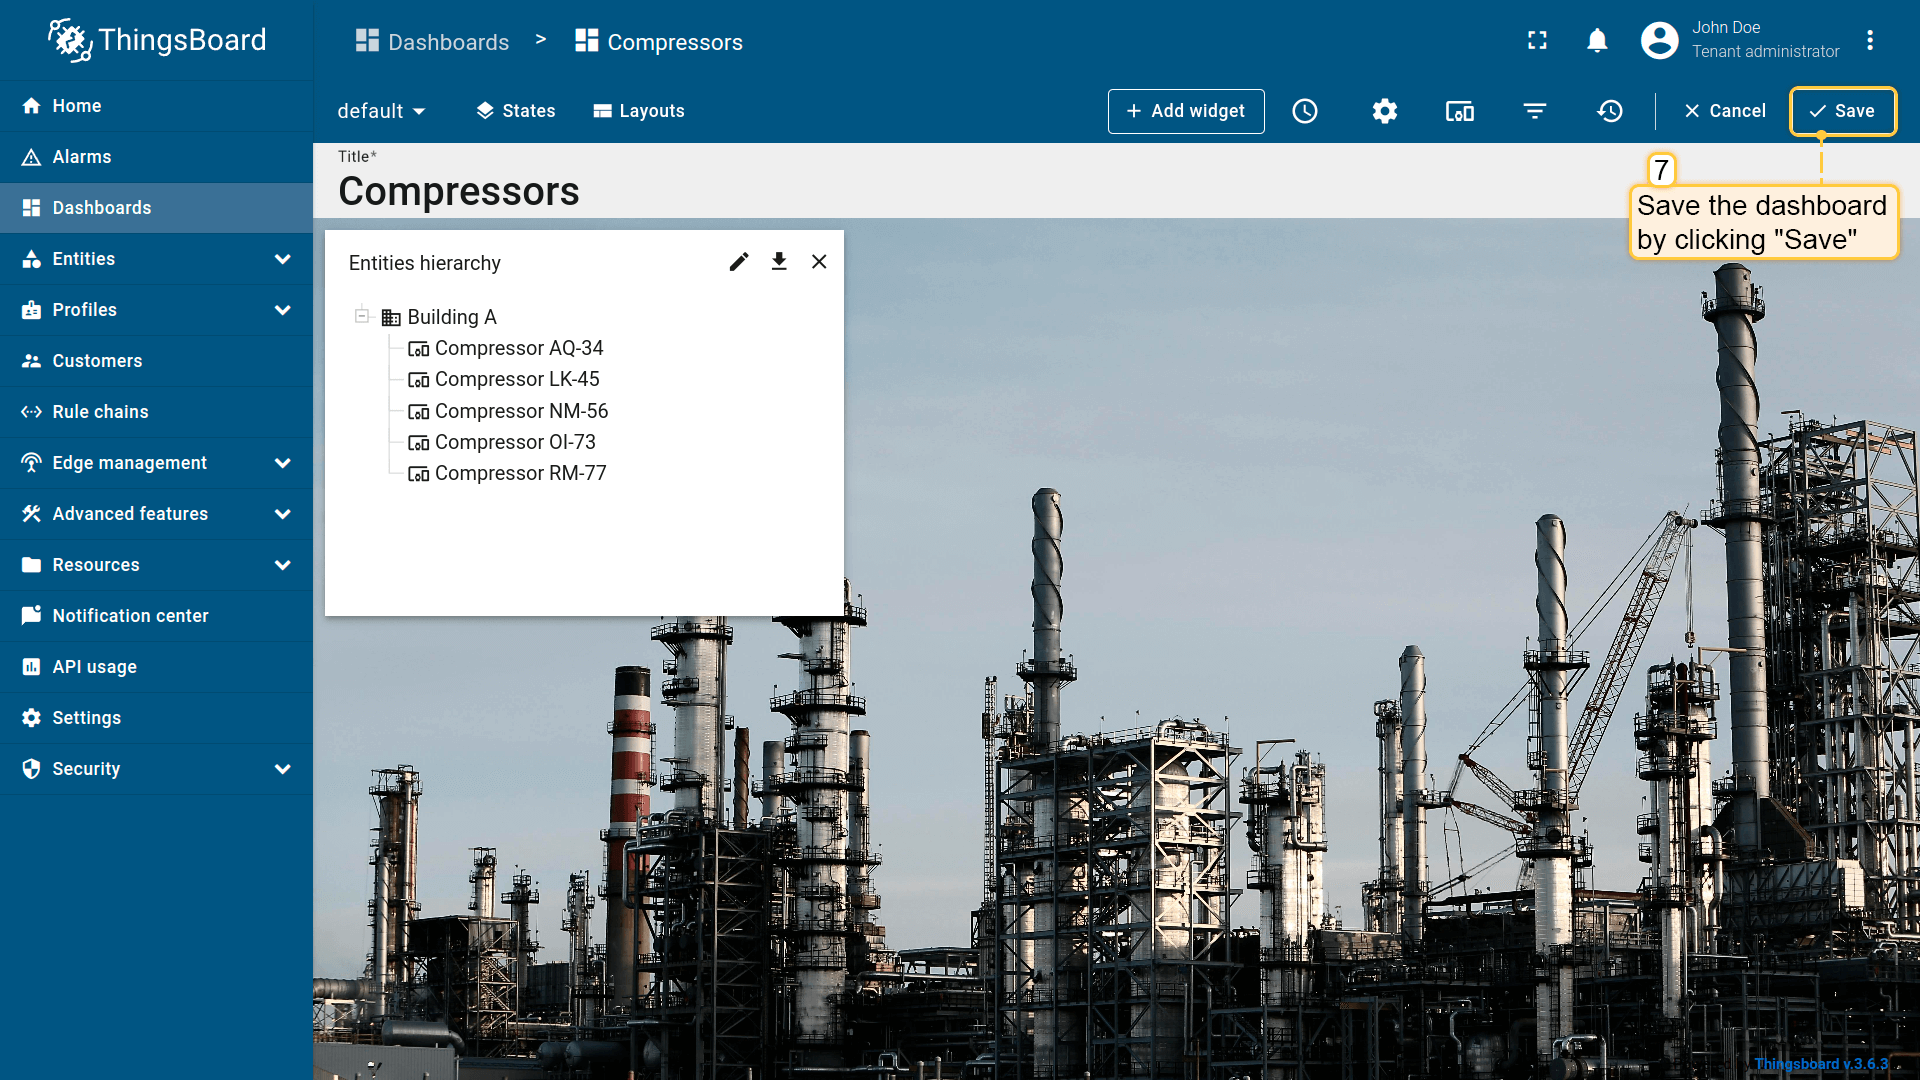 ThingsBoard
Dashboards > Compressors
John Doe
Tenant administrator
Home
Alarms
Dashboards
Entities
Profiles
Customers
Rule chains
Edge management
Advanced features
Resources
Notification center
API usage
Settings
Security
default
States
Layouts
+ Add widget
Cancel
Save
Title*
Compressors
7
Save the dashboard
by clicking "Save"
Entities hierarchy
Building A
Compressor AQ-34
Compressor LK-45
Compressor NM-56
Compressor OI-73
Compressor RM-77
Thingsboard v.3.6.3